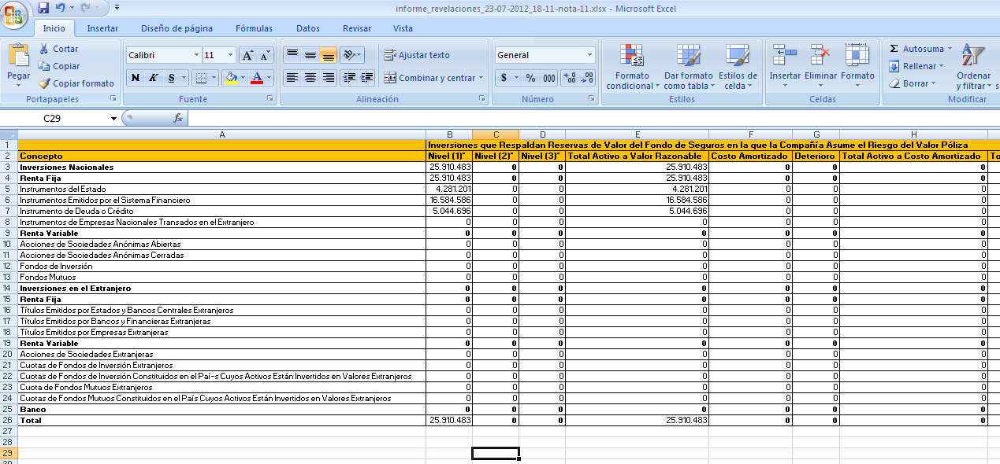 informe_revelaciones_23-07-2012_18-11-nota-11.xlsx - Microsoft Excel
Inicio Insertar Diseño de página Fórmulas Datos Revisar Vista
Pegar Cortar Copiar Copiar formato
Portapapeles
Calibri 11
N K S
Fuente
Ajustar texto
Combinar y centrar
Alineación
General
$ % 000
Número
Formato condicional Dar formato como tabla Estilos de celda
Estilos
Insertar Eliminar Formato
Celdas
Σ Autosuma
Rellenar
Borrar
Ordenar y filtrar
Modificar
C29 fx
A B C D E F G H
1 Inversiones que Respaldan Reservas de Valor del Fondo de Seguros en la que la Compañía Asume el Riesgo del Valor Póliza
2 Concepto Nivel (1)* Nivel (2)* Nivel (3)* Total Activo a Valor Razonable Costo Amortizado Deterioro Total Activo a Costo Amortizado To
3 Inversiones Nacionales 25.910.483 0 0 25.910.483 0 0 0
4 Renta Fija 25.910.483 0 0 25.910.483 0 0 0
5 Instrumentos del Estado 4.281.201 0 0 4.281.201 0 0 0
6 Instrumentos Emitidos por el Sistema Financiero 16.584.586 0 0 16.584.586 0 0 0
7 Instrumento de Deuda o Crédito 5.044.696 0 0 5.044.696 0 0 0
8 Instrumentos de Empresas Nacionales Transados en el Extranjero 0 0 0 0 0 0 0
9 Renta Variable 0 0 0 0 0 0 0
10 Acciones de Sociedades Anónimas Abiertas 0 0 0 0 0 0 0
11 Acciones de Sociedades Anónimas Cerradas 0 0 0 0 0 0 0
12 Fondos de Inversión 0 0 0 0 0 0 0
13 Fondos Mutuos 0 0 0 0 0 0 0
14 Inversiones en el Extranjero 0 0 0 0 0 0 0
15 Renta Fija 0 0 0 0 0 0 0
16 Títulos Emitidos por Estados y Bancos Centrales Extranjeros 0 0 0 0 0 0 0
17 Títulos Emitidos por Bancos y Financieras Extranjeras 0 0 0 0 0 0 0
18 Títulos Emitidos por Empresas Extranjeras 0 0 0 0 0 0 0
19 Renta Variable 0 0 0 0 0 0 0
20 Acciones de Sociedades Extranjeras 0 0 0 0 0 0 0
21 Cuotas de Fondos de Inversión Extranjeros 0 0 0 0 0 0 0
22 Cuotas de Fondos de Inversión Constituidos en el Paí-s Cuyos Activos Están Invertidos en Valores Extranjeros 0 0 0 0 0 0 0
23 Cuota de Fondos Mutuos Extranjeros 0 0 0 0 0 0 0
24 Cuotas de Fondos Mutuos Constituidos en el País Cuyos Activos Están Invertidos en Valores Extranjeros 0 0 0 0 0 0 0
25 Banco 0 0 0 0 0 0 0
26 Total 25.910.483 0 0 25.910.483 0 0 0
27
28
29